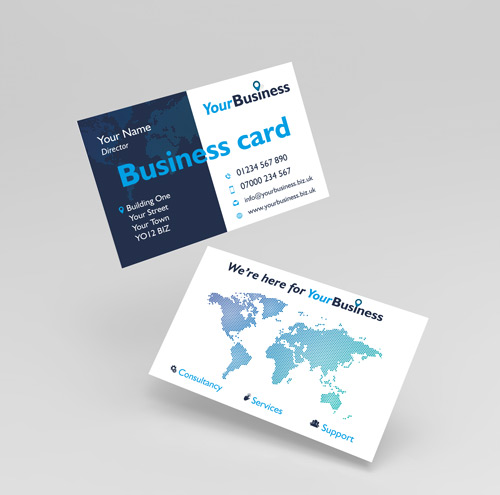 YourBusiness
Your Name
Director
Business card
01234 567 890
07000 234 567
info@yourbusiness.biz.uk
www.yourbusiness.biz.uk
Building One
Your Street
Your Town
YO12 BIZ
We're here for YourBusiness
Consultancy
Services
Support